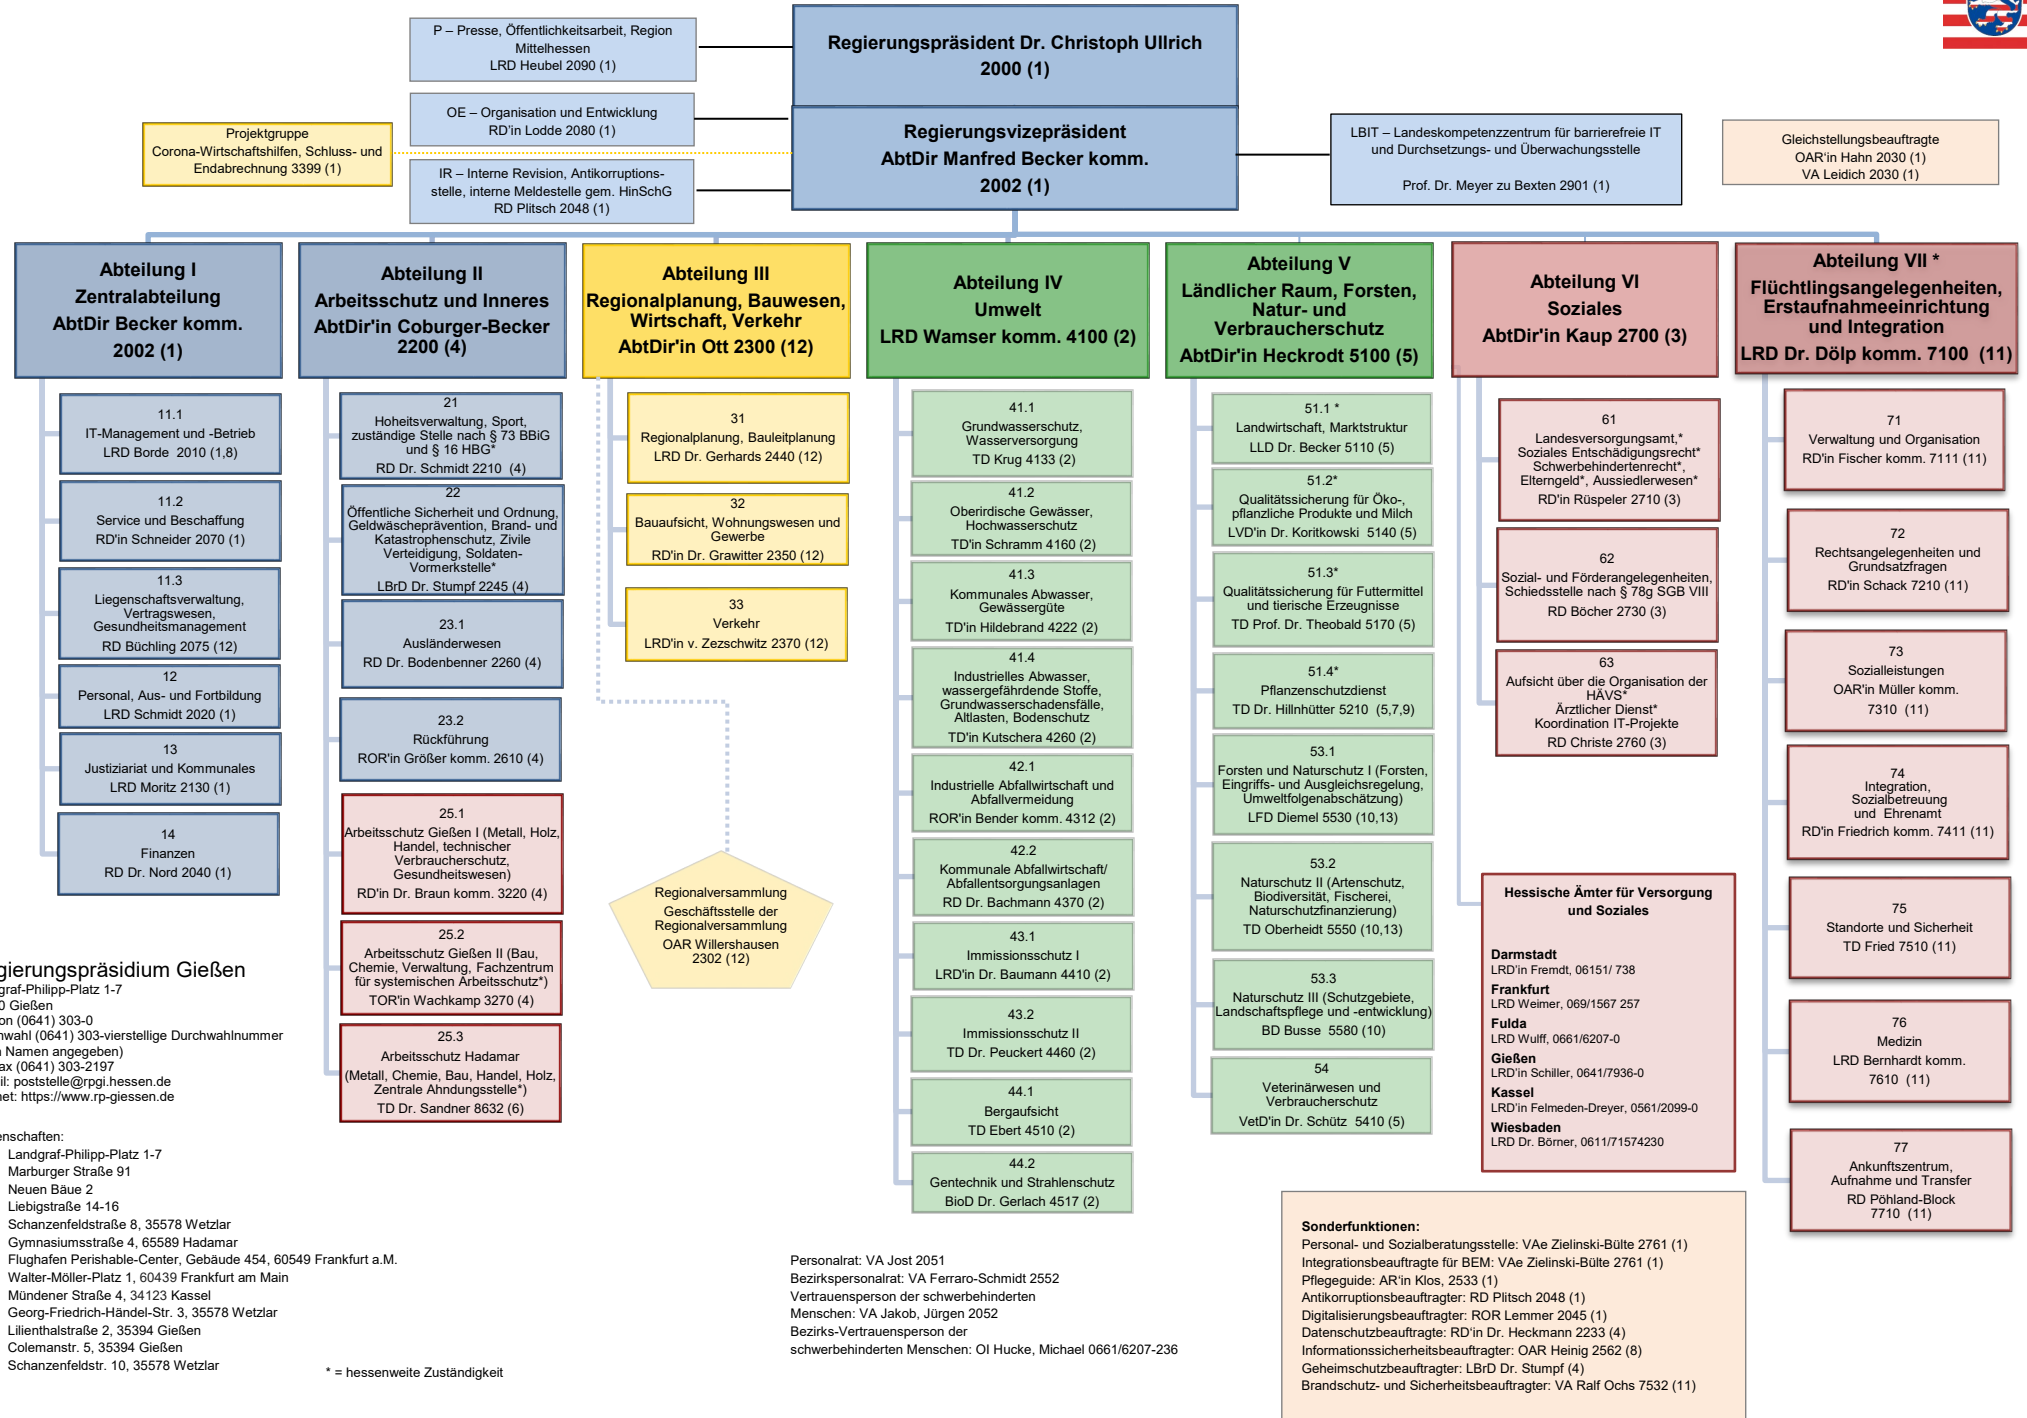 P – Presse, Öffentlichkeitsarbeit, Region
Mittelhessen
LRD Heubel 2090 (1)
Regierungspräsident Dr. Christoph Ullrich
2000 (1)
OE – Organisation und Entwicklung
RD'in Lodde 2080 (1)
Projektgruppe
Corona-Wirtschaftshilfen, Schluss- und
Endabrechnung 3399 (1)
IR – Interne Revision, Antikorruptions-
stelle, interne Meldestelle gem. HinSchG
RD Plitsch 2048 (1)
Regierungsvizepräsident
AbtDir Manfred Becker komm.
2002 (1)
LBIT – Landeskompetenzzentrum für barrierefreie IT
und Durchsetzungs- und Überwachungsstelle
Prof. Dr. Meyer zu Bexten 2901 (1)
Gleichstellungsbeauftragte
OAR'in Hahn 2030 (1)
VA Leidich 2030 (1)
Abteilung I
Zentralabteilung
AbtDir Becker komm.
2002 (1)
11.1
IT-Management und -Betrieb
LRD Borde 2010 (1,8)
11.2
Service und Beschaffung
RD'in Schneider 2070 (1)
11.3
Liegenschaftsverwaltung,
Vertragswesen,
Gesundheitsmanagement
RD Büchling 2075 (12)
12
Personal, Aus- und Fortbildung
LRD Schmidt 2020 (1)
13
Justiziariat und Kommunales
LRD Moritz 2130 (1)
14
Finanzen
RD Dr. Nord 2040 (1)
Abteilung II
Arbeitsschutz und Inneres
AbtDir'in Coburger-Becker
2200 (4)
21
Hoheitsverwaltung, Sport,
zuständige Stelle nach § 73 BBiG
und § 16 HBG*
RD Dr. Schmidt 2210 (4)
22
Öffentliche Sicherheit und Ordnung,
Geldwäscheprävention, Brand- und
Katastrophenschutz, Zivile
Verteidigung, Soldaten-
Vormerkstelle*
LBrD Dr. Stumpf 2245 (4)
23.1
Ausländerwesen
RD Dr. Bodenbenner 2260 (4)
23.2
Rückführung
ROR'in Größer komm. 2610 (4)
25.1
Arbeitsschutz Gießen I (Metall, Holz,
Handel, technischer
Verbraucherschutz,
Gesundheitswesen)
RD'in Dr. Braun komm. 3220 (4)
25.2
Arbeitsschutz Gießen II (Bau,
Chemie, Verwaltung, Fachzentrum
für systemischen Arbeitsschutz*)
TOR'in Wachkamp 3270 (4)
25.3
Arbeitsschutz Hadamar
(Metall, Chemie, Bau, Handel, Holz,
Zentrale Ahndungsstelle*)
TD Dr. Sandner 8632 (6)
Abteilung III
Regionalplanung, Bauwesen,
Wirtschaft, Verkehr
AbtDir'in Ott 2300 (12)
31
Regionalplanung, Bauleitplanung
LRD Dr. Gerhards 2440 (12)
32
Bauaufsicht, Wohnungswesen und
Gewerbe
RD'in Dr. Grawitter 2350 (12)
33
Verkehr
LRD'in v. Zezschwitz 2370 (12)
Regionalversammlung
Geschäftsstelle der
Regionalversammlung
OAR Willershausen
2302 (12)
Abteilung IV
Umwelt
LRD Wamser komm. 4100 (2)
41.1
Grundwasserschutz,
Wasserversorgung
TD Krug 4133 (2)
41.2
Oberirdische Gewässer,
Hochwasserschutz
TD'in Schramm 4160 (2)
41.3
Kommunales Abwasser,
Gewässergüte
TD'in Hildebrand 4222 (2)
41.4
Industrielles Abwasser,
wassergefährdende Stoffe,
Grundwasserschadensfälle,
Altlasten, Bodenschutz
TD'in Kutschera 4260 (2)
42.1
Industrielle Abfallwirtschaft und
Abfallvermeidung
ROR'in Bender komm. 4312 (2)
42.2
Kommunale Abfallwirtschaft/
Abfallentsorgungsanlagen
RD Dr. Bachmann 4370 (2)
43.1
Immissionsschutz I
LRD'in Dr. Baumann 4410 (2)
43.2
Immissionsschutz II
TD Dr. Peuckert 4460 (2)
44.1
Bergaufsicht
TD Ebert 4510 (2)
44.2
Gentechnik und Strahlenschutz
BioD Dr. Gerlach 4517 (2)
Abteilung V
Ländlicher Raum, Forsten,
Natur- und
Verbraucherschutz
AbtDir'in Heckrodt 5100 (5)
51.1 *
Landwirtschaft, Marktstruktur
LLD Dr. Becker 5110 (5)
51.2*
Qualitätssicherung für Öko-,
pflanzliche Produkte und Milch
LVD'in Dr. Koritkowski 5140 (5)
51.3*
Qualitätssicherung für Futtermittel
und tierische Erzeugnisse
TD Prof. Dr. Theobald 5170 (5)
51.4*
Pflanzenschutzdienst
TD Dr. Hillnhütter 5210 (5,7,9)
53.1
Forsten und Naturschutz I (Forsten,
Eingriffs- und Ausgleichsregelung,
Umweltfolgenabschätzung)
LFD Diemel 5530 (10,13)
53.2
Naturschutz II (Artenschutz,
Biodiversität, Fischerei,
Naturschutzfinanzierung)
TD Oberheidt 5550 (10,13)
53.3
Naturschutz III (Schutzgebiete,
Landschaftspflege und -entwicklung)
BD Busse 5580 (10)
54
Veterinärwesen und
Verbraucherschutz
VetD'in Dr. Schütz 5410 (5)
Abteilung VI
Soziales
AbtDir'in Kaup 2700 (3)
61
Landesversorgungsamt,*
Soziales Entschädigungsrecht*
Schwerbehindertenrecht*,
Elterngeld*, Aussiedlerwesen*
RD'in Rüspeler 2710 (3)
62
Sozial- und Förderangelegenheiten,
Schiedsstelle nach § 78g SGB VIII
RD Böcher 2730 (3)
63
Aufsicht über die Organisation der
HÄVS*
Ärztlicher Dienst*
Koordination IT-Projekte
RD Christe 2760 (3)
Hessische Ämter für Versorgung
und Soziales
Darmstadt
LRD'in Fremdt, 06151/ 738
Frankfurt
LRD Weimer, 069/1567 257
Fulda
LRD Wulff, 0661/6207-0
Gießen
LRD'in Schiller, 0641/7936-0
Kassel
LRD'in Felmeden-Dreyer, 0561/2099-0
Wiesbaden
LRD Dr. Börner, 0611/71574230
Abteilung VII *
Flüchtlingsangelegenheiten,
Erstaufnahmeeinrichtung
und Integration
LRD Dr. Dölp komm. 7100 (11)
71
Verwaltung und Organisation
RD'in Fischer komm. 7111 (11)
72
Rechtsangelegenheiten und
Grundsatzfragen
RD'in Schack 7210 (11)
73
Sozialleistungen
OAR'in Müller komm.
7310 (11)
74
Integration,
Sozialbetreuung
und Ehrenamt
RD'in Friedrich komm. 7411 (11)
75
Standorte und Sicherheit
TD Fried 7510 (11)
76
Medizin
LRD Bernhardt komm.
7610 (11)
77
Ankunftszentrum,
Aufnahme und Transfer
RD Pöhland-Block
7710 (11)
gierungspräsidium Gießen
graf-Philipp-Platz 1-7
0 Gießen
on (0641) 303-0
nwahl (0641) 303-vierstellige Durchwahlnummer
n Namen angegeben)
ax (0641) 303-2197
il: poststelle@rpgi.hessen.de
net: https://www.rp-giessen.de
enschaften:
Landgraf-Philipp-Platz 1-7
Marburger Straße 91
Neuen Bäue 2
Liebigstraße 14-16
Schanzenfeldstraße 8, 35578 Wetzlar
Gymnasiumsstraße 4, 65589 Hadamar
Flughafen Perishable-Center, Gebäude 454, 60549 Frankfurt a.M.
Walter-Möller-Platz 1, 60439 Frankfurt am Main
Mündener Straße 4, 34123 Kassel
Georg-Friedrich-Händel-Str. 3, 35578 Wetzlar
Lilienthalstraße 2, 35394 Gießen
Colemanstr. 5, 35394 Gießen
Schanzenfeldstr. 10, 35578 Wetzlar
* = hessenweite Zuständigkeit
Personalrat: VA Jost 2051
Bezirkspersonalrat: VA Ferraro-Schmidt 2552
Vertrauensperson der schwerbehinderten
Menschen: VA Jakob, Jürgen 2052
Bezirks-Vertrauensperson der
schwerbehinderten Menschen: OI Hucke, Michael 0661/6207-236
Sonderfunktionen:
Personal- und Sozialberatungsstelle: VAe Zielinski-Bülte 2761 (1)
Integrationsbeauftragte für BEM: VAe Zielinski-Bülte 2761 (1)
Pflegeguide: AR'in Klos, 2533 (1)
Antikorruptionsbeauftragter: RD Plitsch 2048 (1)
Digitalisierungsbeauftragter: ROR Lemmer 2045 (1)
Datenschutzbeauftragte: RD'in Dr. Heckmann 2233 (4)
Informationssicherheitsbeauftragter: OAR Heinig 2562 (8)
Geheimschutzbeauftragter: LBrD Dr. Stumpf (4)
Brandschutz- und Sicherheitsbeauftragter: VA Ralf Ochs 7532 (11)